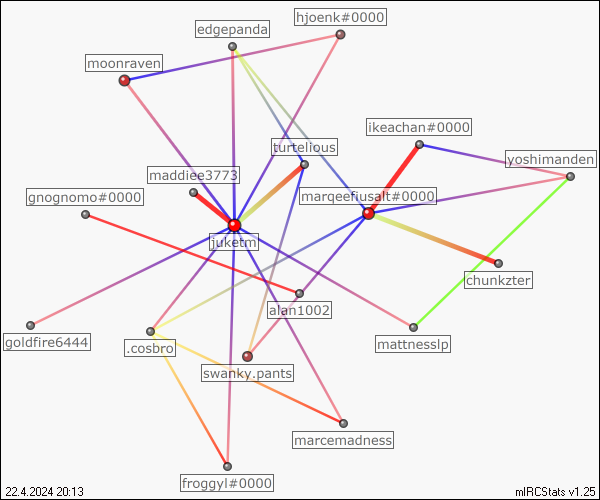 hjoenk#0000
edgepanda
moonraven
ikeachan#0000
turtelious
yoshimanden
maddiee3773
gnognomo#0000
marqeefiusalt#0000
juketm
chunkzter
alan1002
goldfire6444
.cosbro
mattnesslp
swanky.pants
marcemadness
froggyl#0000
22.4.2024 20:13
mIRCStats v1.25